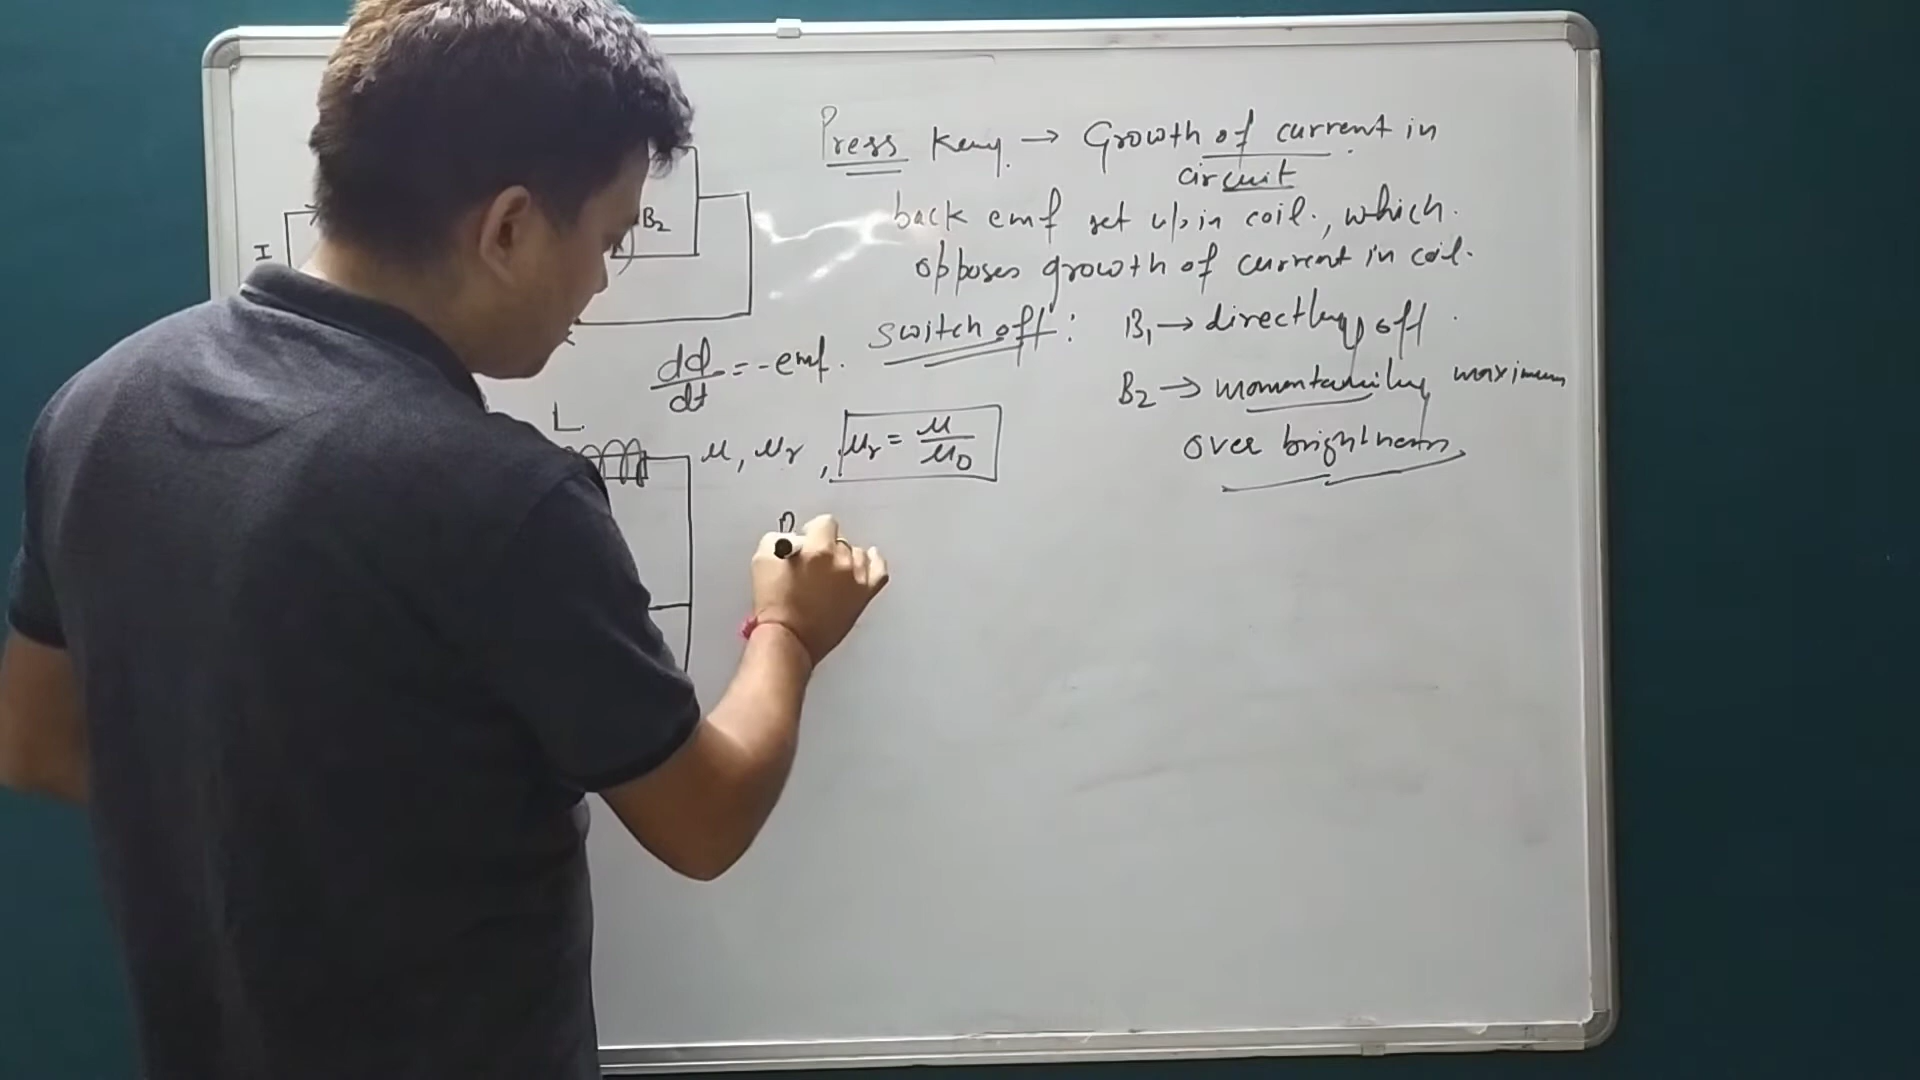 Press Key. → Growth of current in
circuit
back emf set up in coil., which.
opposes growth of current in coil.
I
B₂
switch off: B₁ → directly off.
dϕ/dt = -emf.
B₂ → momentarily maximum
over brightness.
L.
μ, μr, μr = μ/μ0